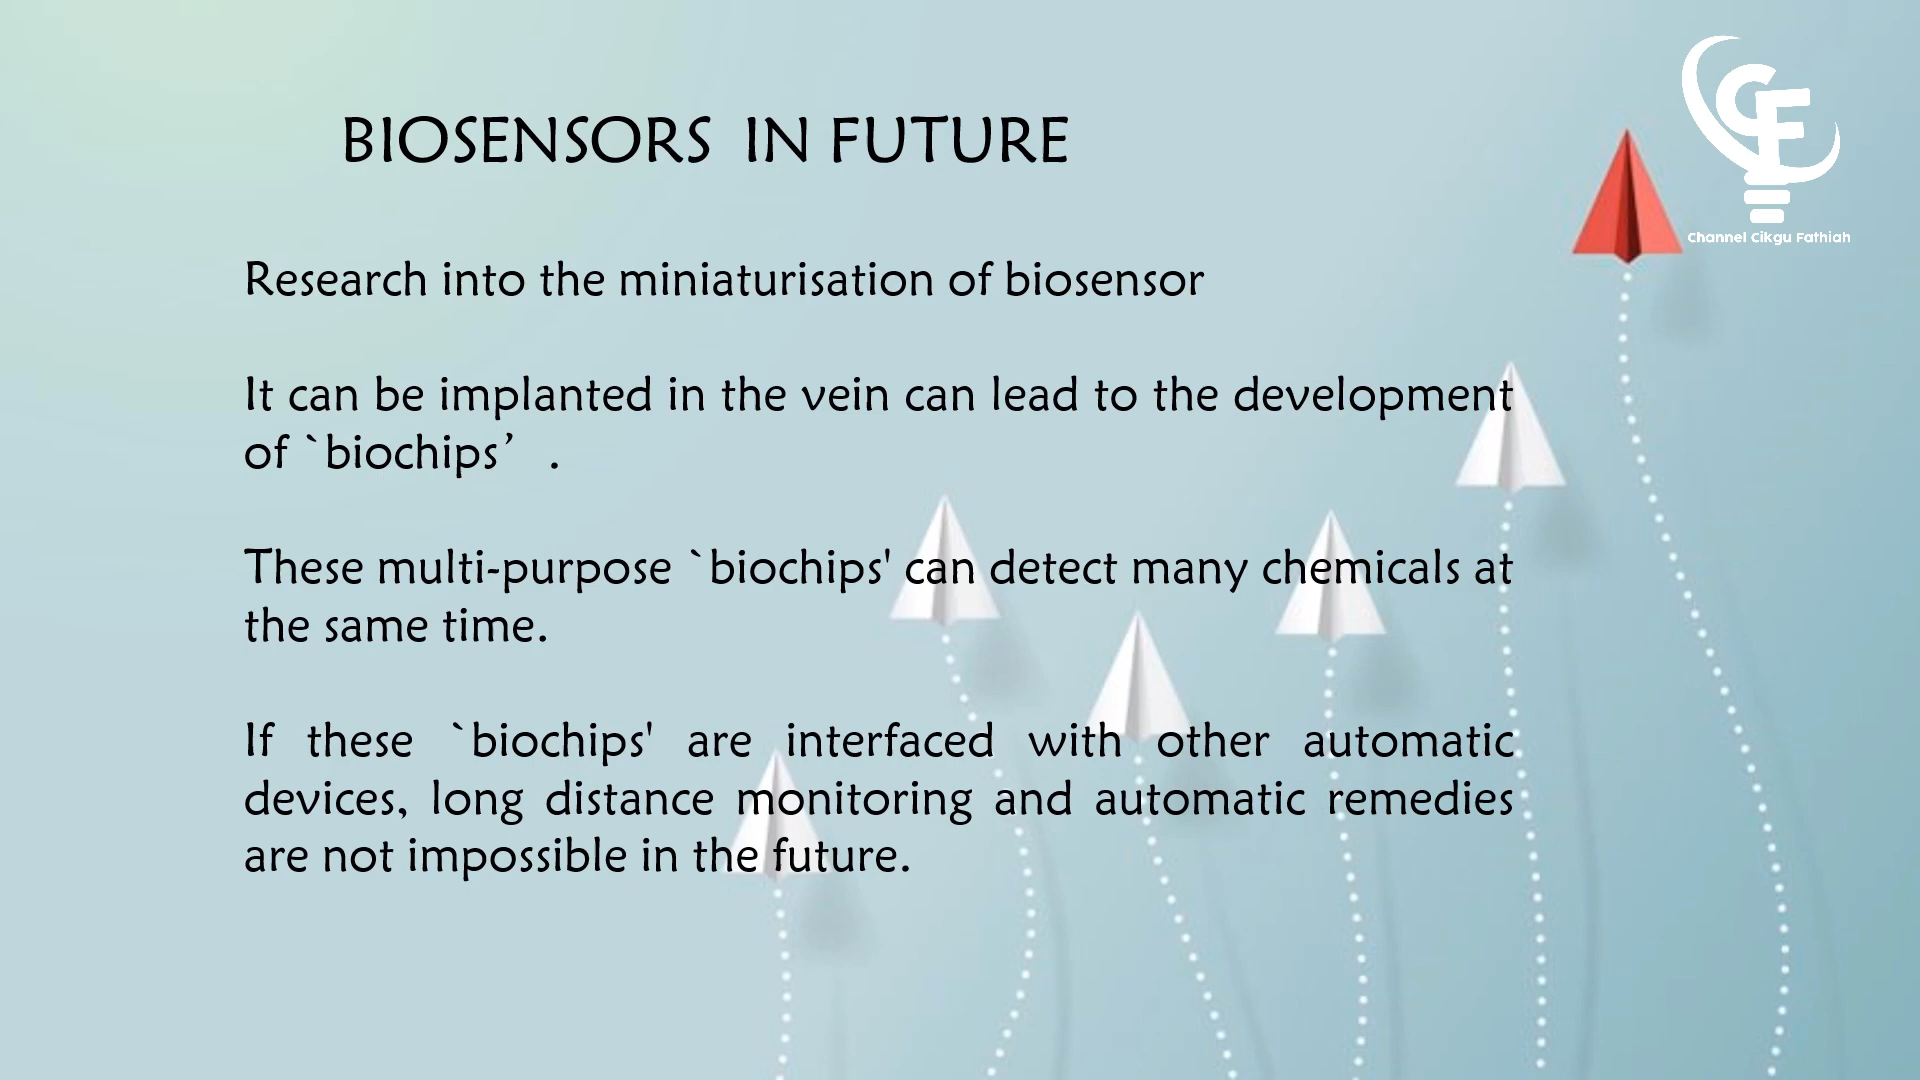 BIOSENSORS IN FUTURE
CF
Channel Cikgu Fathiah
Research into the miniaturisation of biosensor
It can be implanted in the vein can lead to the development
of `biochips’ .
These multi-purpose `biochips' can detect many chemicals at
the same time.
If these `biochips' are interfaced with other automatic
devices, long distance monitoring and automatic remedies
are not impossible in the future.